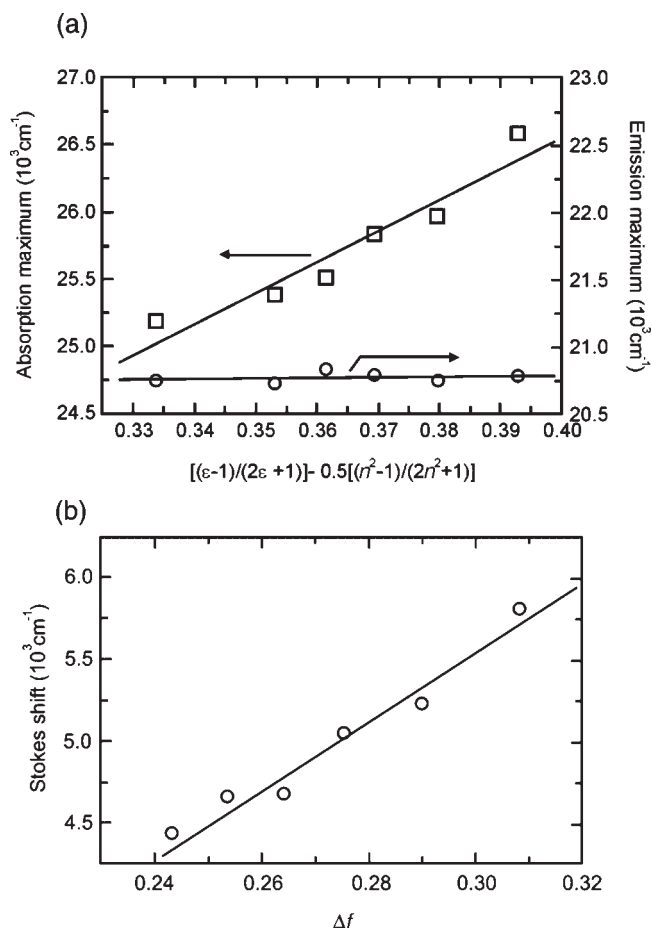 (a)
27.0
26.5
26.0
25.5
25.0
24.5
Absorption maximum (10³cm⁻¹)
23.0
22.5
22.0
21.5
21.0
20.5
Emission maximum (10³cm⁻¹)
0.33 0.34 0.35 0.36 0.37 0.38 0.39 0.40
[(ε-1)/(2ε +1)]- 0.5[(n²-1)/(2n²+1)]
(b)
6.0
5.5
5.0
4.5
Stokes shift (10³cm⁻¹)
0.24 0.26 0.28 0.30 0.32
Δf